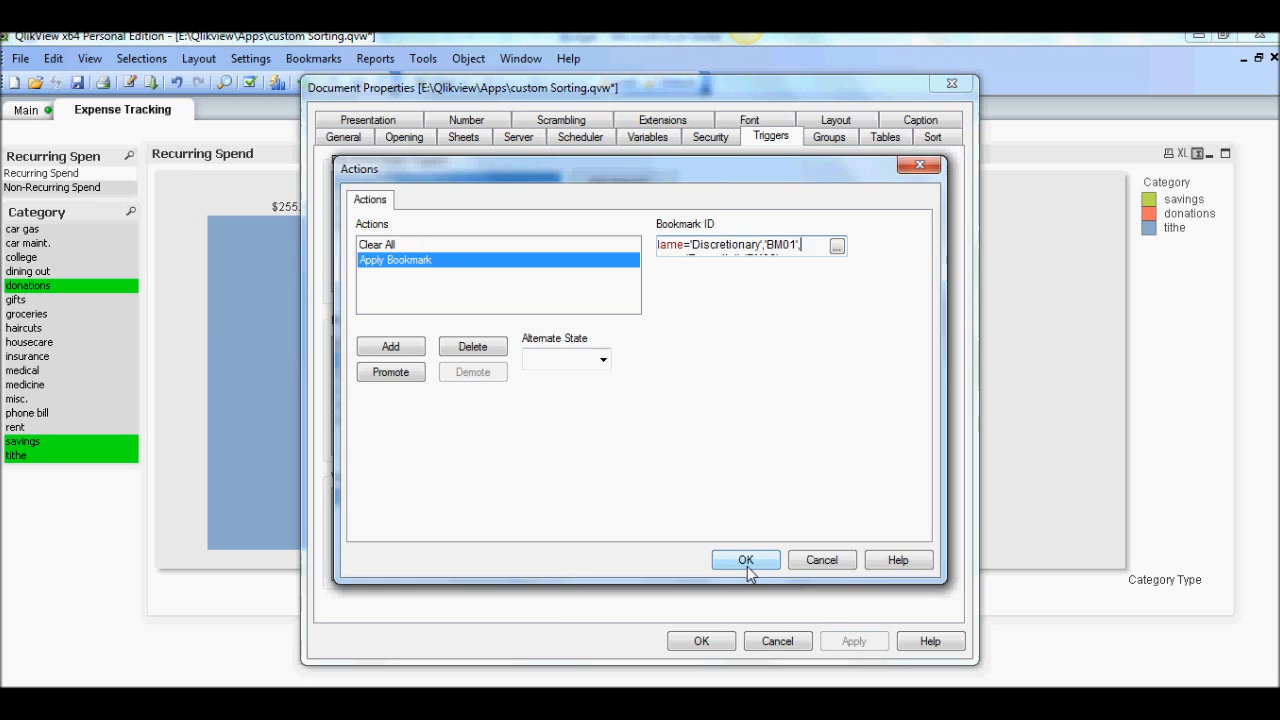 QlikView x64 Personal Edition - [E:\Qlikview\Apps\custom Sorting.qvw*]
File Edit View Selections Layout Settings Bookmarks Reports Tools Object Window Help
Main Expense Tracking
Document Properties [E:\Qlikview\Apps\custom Sorting.qvw*]
Presentation Number Scrambling Extensions Font Layout Caption
General Opening Sheets Server Scheduler Variables Security Triggers Groups Tables Sort
Recurring Spen
Recurring Spend
Non-Recurring Spend
Category
car gas
car maint.
college
dining out
donations
gifts
groceries
haircuts
housecare
insurance
medical
medicine
misc.
phone bill
rent
savings
tithe
Recurring Spend
$255.
XL
Actions
Actions
Actions
Clear All
Apply Bookmark
Bookmark ID
lame='Discretionary','BM01',
...
Add Delete
Promote Demote
Alternate State
OK Cancel Help
OK Cancel Apply Help
Category
savings
donations
tithe
Category Type